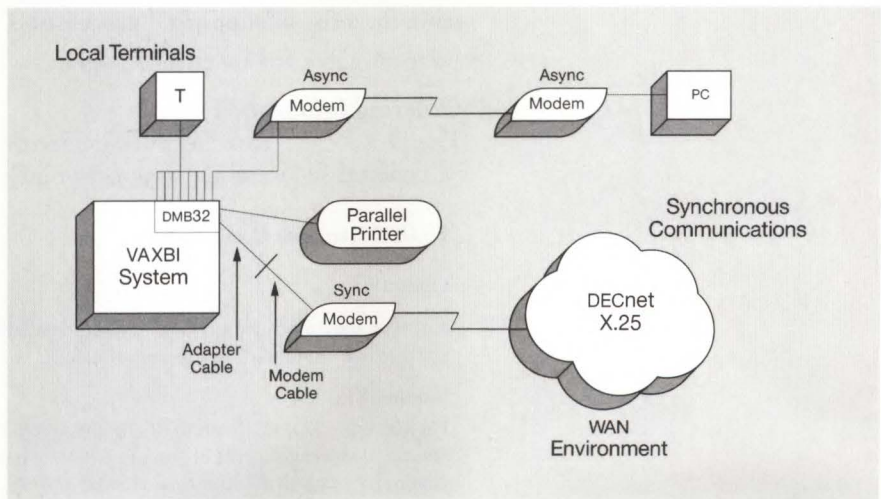 Local Terminals
T
Async
Modem
Async
Modem
PC
DMB32
VAXBI
System
Parallel
Printer
Synchronous
Communications
Sync
Modem
DECnet
X.25
Adapter
Cable
Modem
Cable
WAN
Environment